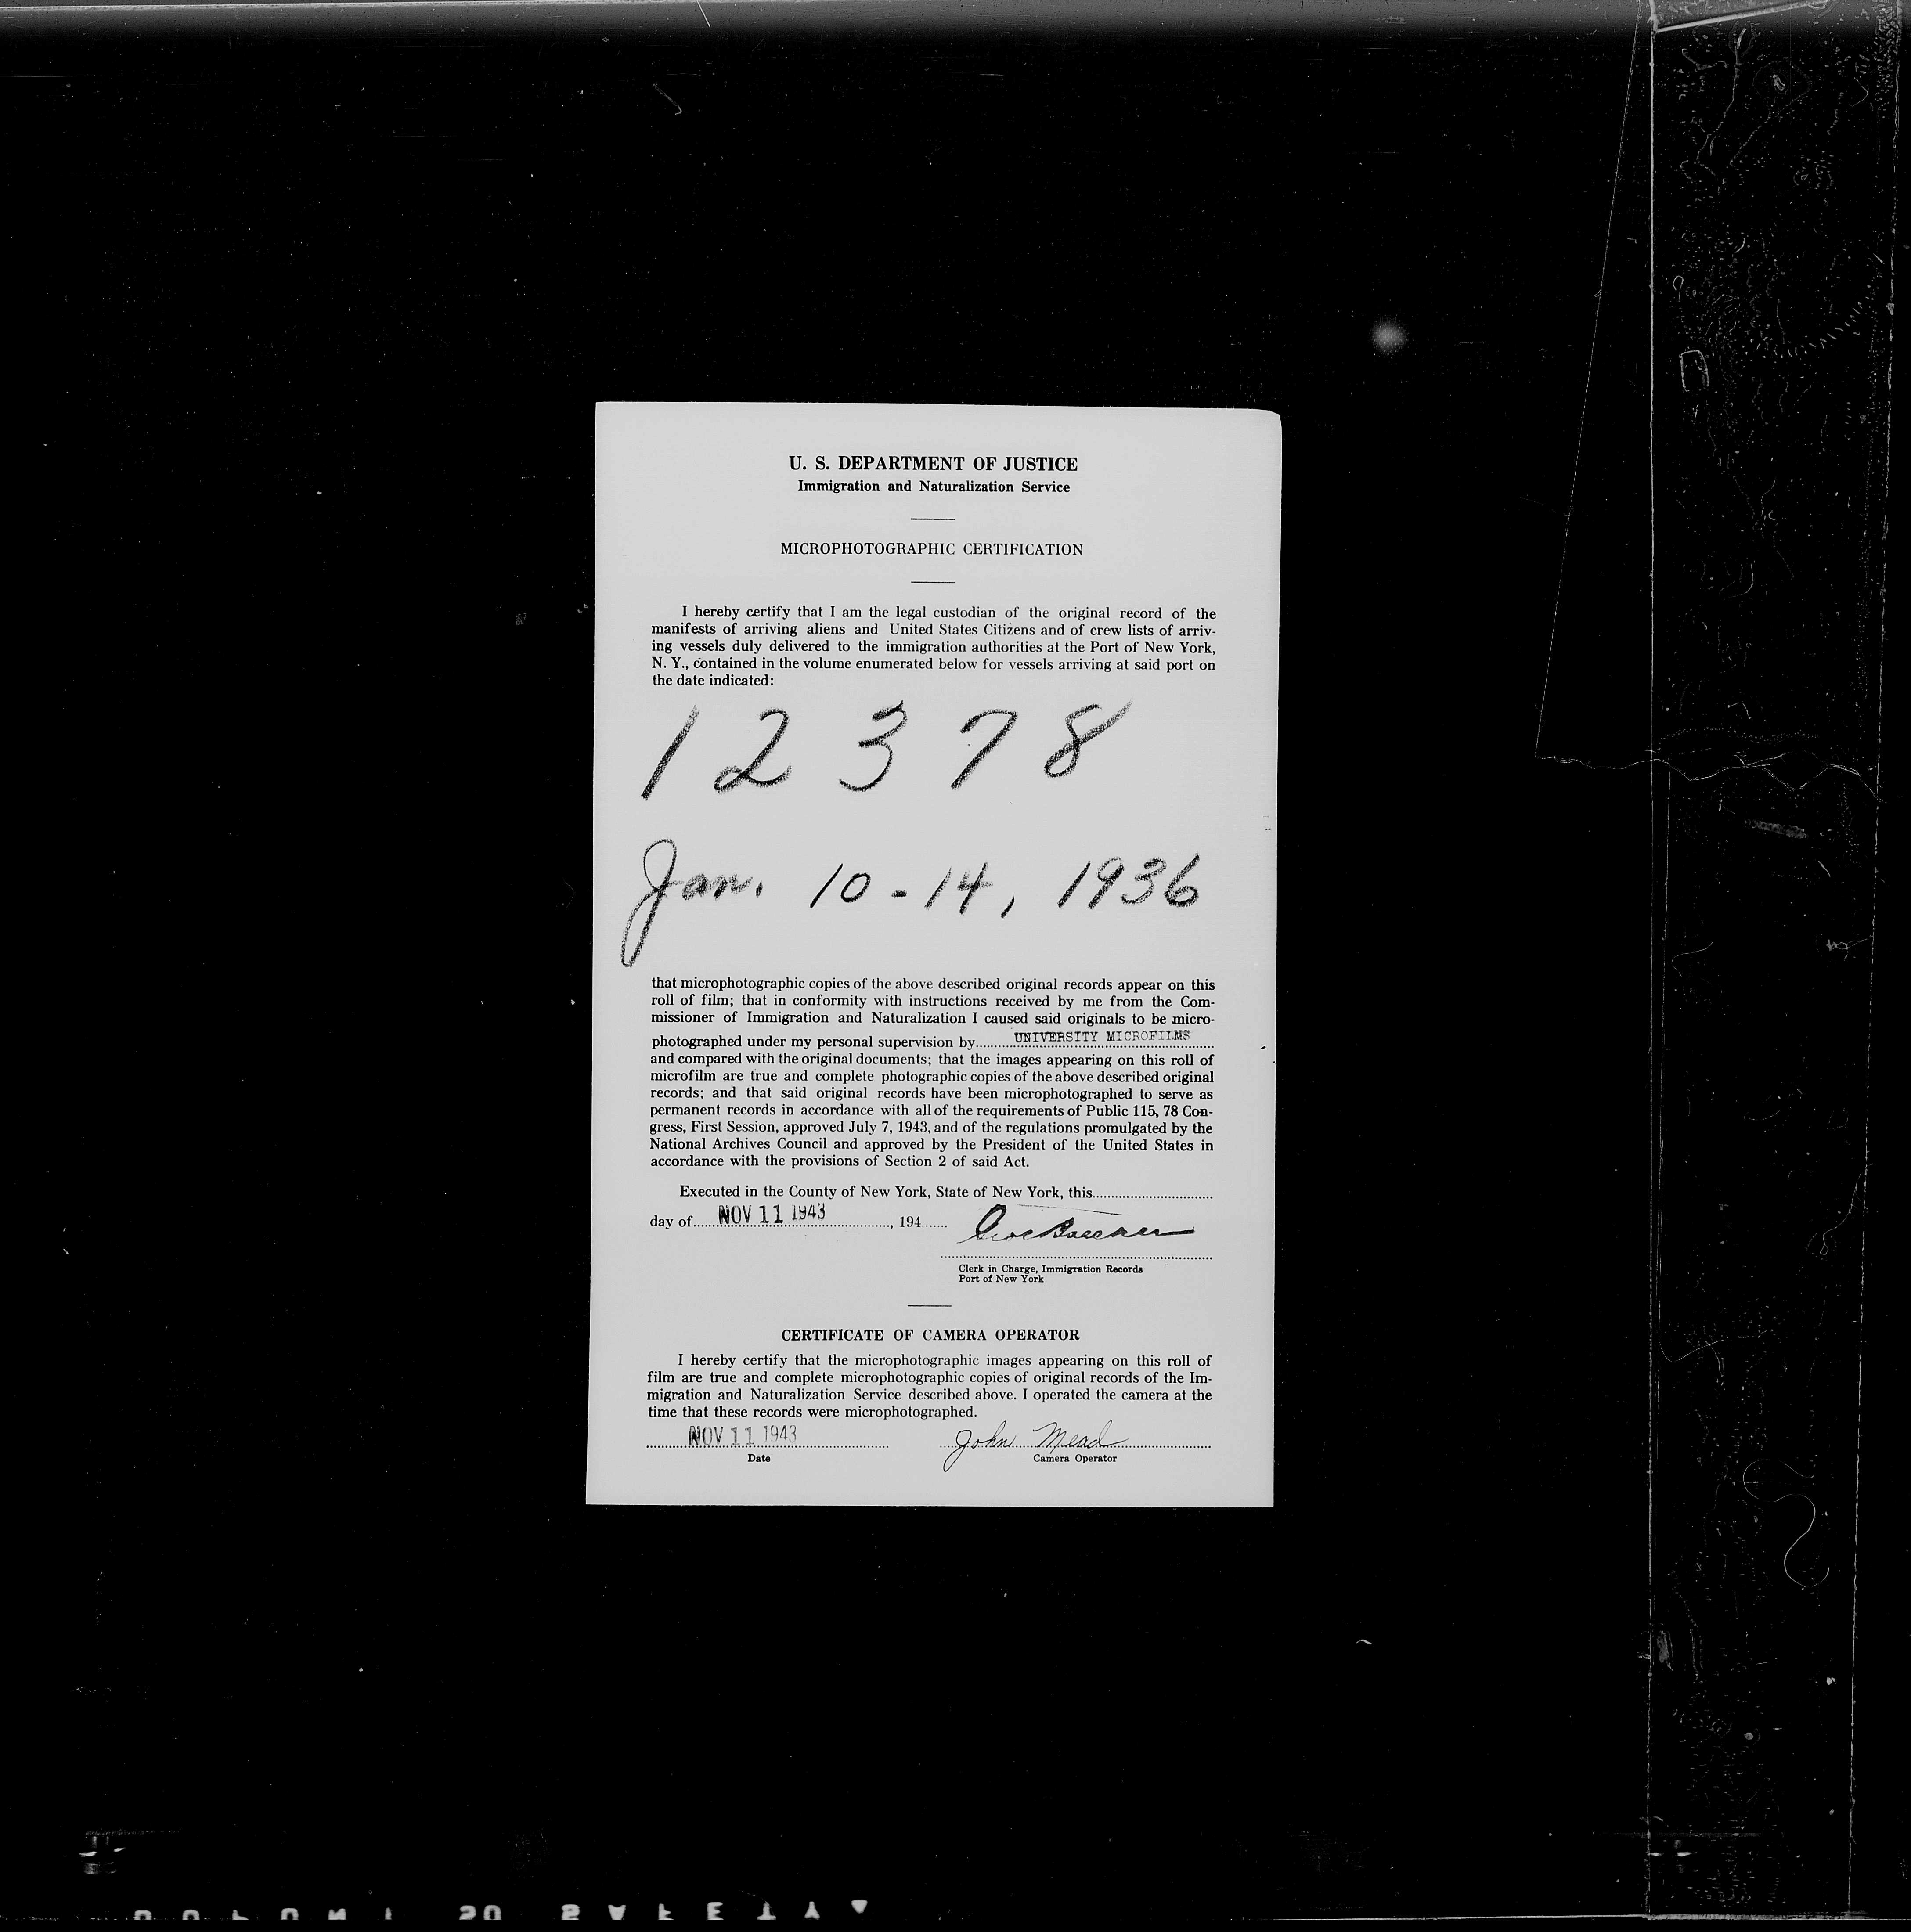 U. S. DEPARTMENT OF JUSTICE
Immigration and Naturalization Service
MICROPHOTOGRAPHIC CERTIFICATION
I hereby certify that I am the legal custodian of the original record of the
manifests of arriving aliens and United States Citizens and of crew lists of arriv-
ing vessels duly delivered to the immigration authorities at the Port of New York,
N. Y., contained in the volume enumerated below for vessels arriving at said port on
the date indicated:
1 2 3 7 8
Jan. 10 - 14, 1936
that microphotographic copies of the above described original records appear on this
roll of film; that in conformity with instructions received by me from the Com-
missioner of Immigration and Naturalization I caused said originals to be micro-
photographed under my personal supervision by UNIVERSITY MICROFILMS
and compared with the original documents; that the images appearing on this roll of
microfilm are true and complete photographic copies of the above described original
records; and that said original records have been microphotographed to serve as
permanent records in accordance with all of the requirements of Public 115, 78 Con-
gress, First Session, approved July 7, 1943, and of the regulations promulgated by the
National Archives Council and approved by the President of the United States in
accordance with the provisions of Section 2 of said Act.
Executed in the County of New York, State of New York, this
day of NOV 11 1943, 194
Clerk in Charge, Immigration Records
Port of New York
CERTIFICATE OF CAMERA OPERATOR
I hereby certify that the microphotographic images appearing on this roll of
film are true and complete microphotographic copies of original records of the Im-
migration and Naturalization Service described above. I operated the camera at the
time that these records were microphotographed.
NOV 11 1943 John Mead
Date Camera Operator